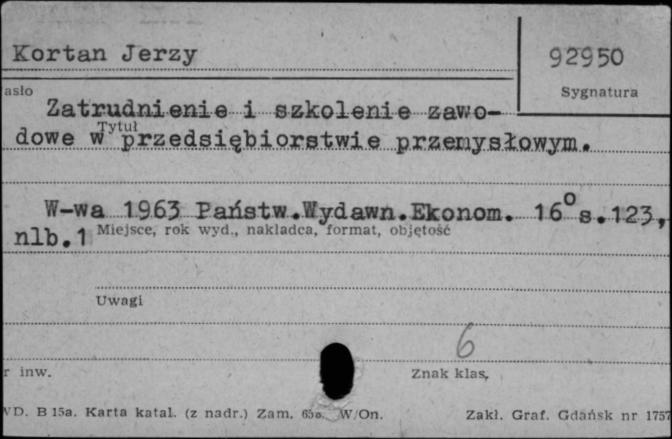 Kortan Jerzy
92950
asło
Sygnatura
Zatrudnienie i szkolenie zawo-
Tytuł
dowe w przedsiębiorstwie przemysłowym.
W-wa 1963 Państw.Wydawn.Ekonom. 16° s.123,
nlb.1 Miejsce, rok wyd., nakładca, format, objętość
Uwagi
6
r inw.
Znak klas.
WD. B 15a. Karta katal. (z nadr.) Zam. W/On.
Zakł. Graf. Gdańsk nr 1757